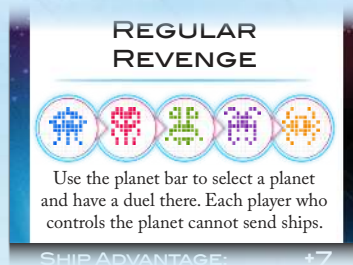 REGULAR
REVENGE
Use the planet bar to select a planet
and have a duel there. Each player who
controls the planet cannot send ships.
SHIP ADVANTAGE: +7